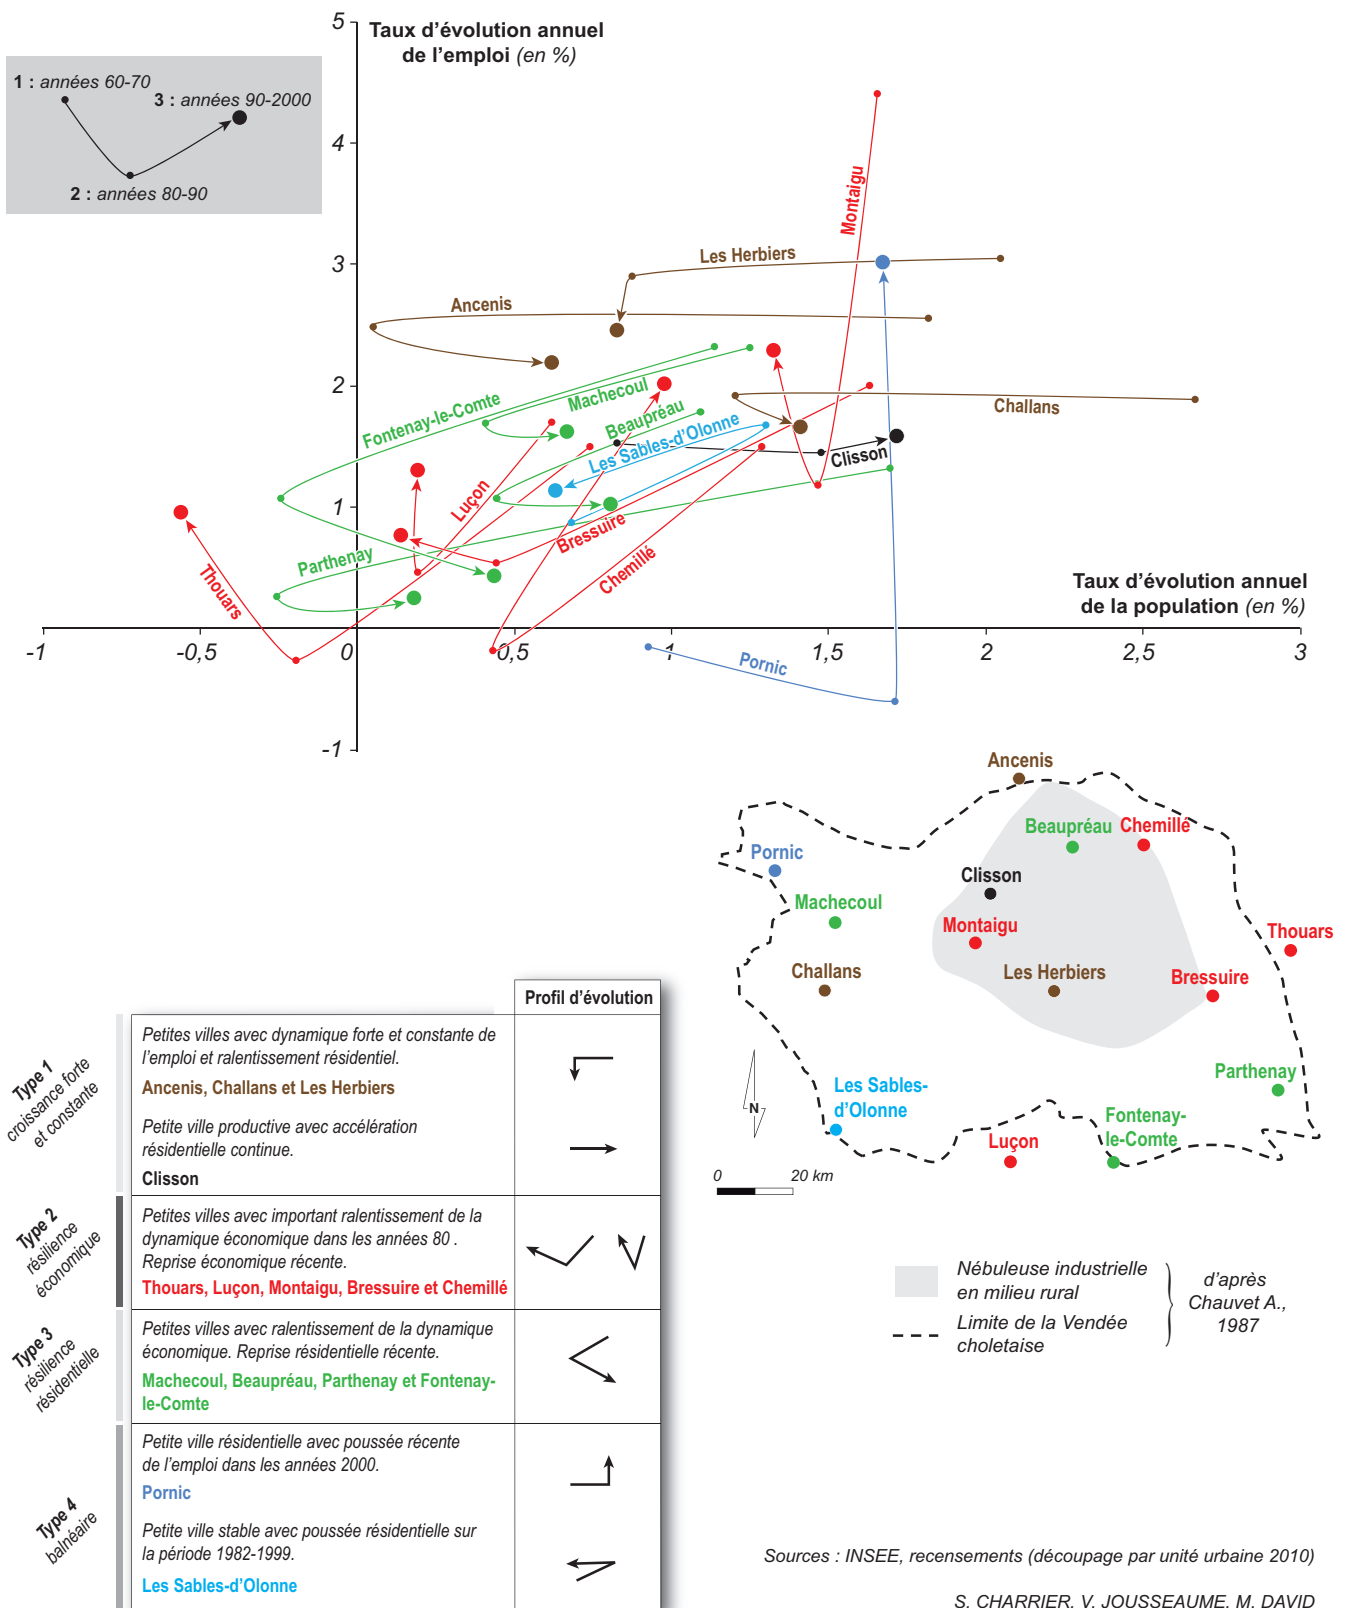 5
Taux d'évolution annuel
de l'emploi (en %)
1 : années 60-70
3 : années 90-2000
2 : années 80-90
4
Montaigu
3
Les Herbiers
Ancenis
2
Fontenay-le-Comte
Machecoul
Beaupréau
Les Sables-d'Olonne
Challans
Clisson
1
Luçon
Bressuire
Chemillé
Parthenay
Thouars
Taux d'évolution annuel
de la population (en %)
-1
-0,5
0
0,5
1
1,5
2
2,5
3
Pornic
-1
Ancenis
Beaupréau
Chemillé
Pornic
Clisson
Machecoul
Montaigu
Thouars
Challans
Les Herbiers
Bressuire
Parthenay
Les Sables-
d'Olonne
Fontenay-
le-Comte
Luçon
N
0
20 km
Nébuleuse industrielle
en milieu rural
Limite de la Vendée
choletaise
d'après
Chauvet A.,
1987
Profil d'évolution
Type 1
croissance forte
et constante
Petites villes avec dynamique forte et constante de
l'emploi et ralentissement résidentiel.
Ancenis, Challans et Les Herbiers
Petite ville productive avec accélération
résidentielle continue.
Clisson
Type 2
résilience
économique
Petites villes avec important ralentissement de la
dynamique économique dans les années 80 .
Reprise économique récente.
Thouars, Luçon, Montaigu, Bressuire et Chemillé
Type 3
résilience
résidentielle
Petites villes avec ralentissement de la dynamique
économique. Reprise résidentielle récente.
Machecoul, Beaupréau, Parthenay et Fontenay-
le-Comte
Type 4
balnéaire
Petite ville résidentielle avec poussée récente
de l'emploi dans les années 2000.
Pornic
Petite ville stable avec poussée résidentielle sur
la période 1982-1999.
Les Sables-d'Olonne
Sources : INSEE, recensements (découpage par unité urbaine 2010)
S. CHARRIER, V. JOUSSEAUME, M. DAVID